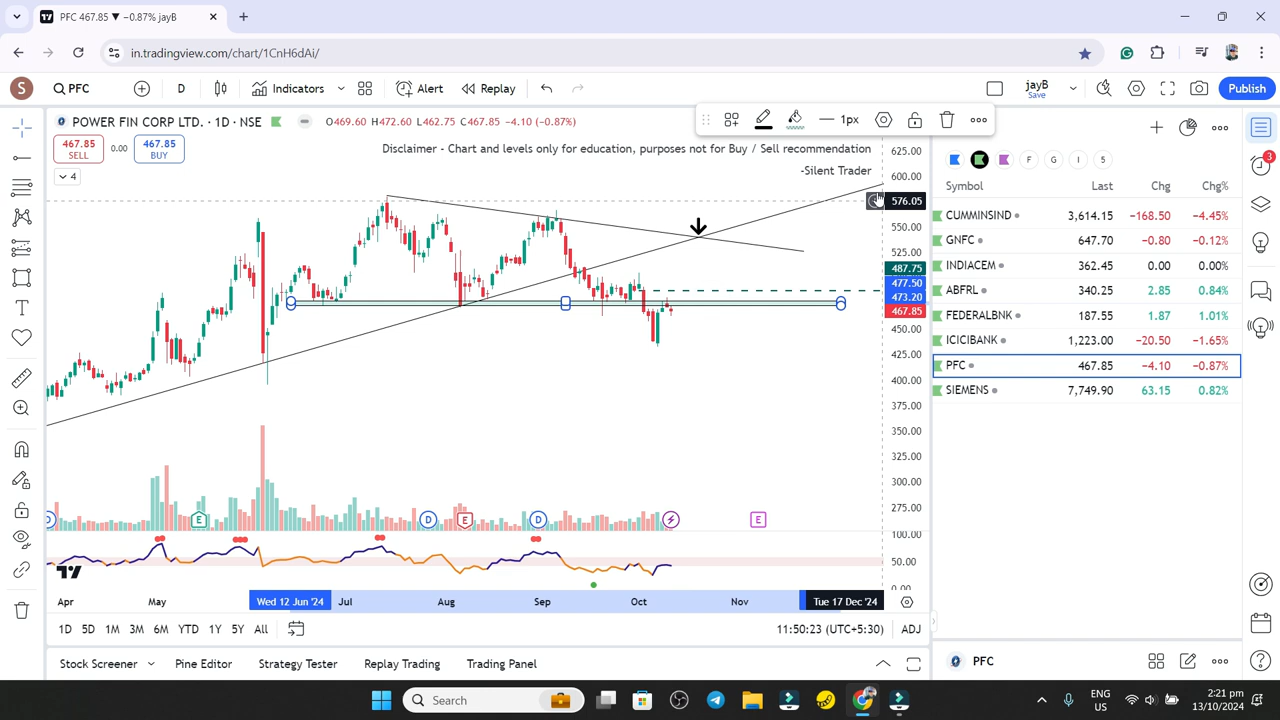 PFC 467.85 ▼ −0.87% jayB
in.tradingview.com/chart/1CnH6dAi/
S
PFC
D
Indicators
Alert
Replay
jayB
Save
Publish
POWER FIN CORP LTD. · 1D · NSE
O469.60 H472.60 L462.75 C467.85 −4.10 (−0.87%)
1px
467.85
SELL
0.00
467.85
BUY
4
Disclaimer - Chart and levels only for education, purposes not for Buy / Sell recommendation
-Silent Trader
625.00
600.00
576.05
550.00
525.00
487.75
477.50
473.20
467.85
450.00
425.00
400.00
375.00
350.00
325.00
300.00
275.00
100.00
50.00
0.00
D
E
D
E
D
E
Apr
May
Wed 12 Jun '24
Jul
Aug
Sep
Oct
Nov
Tue 17 Dec '24
1D 5D 1M 3M 6M YTD 1Y 5Y All
11:50:23 (UTC+5:30)
ADJ
Stock Screener
Pine Editor
Strategy Tester
Replay Trading
Trading Panel
F
G
I
5
3
Symbol Last Chg Chg%
CUMMINSIND 3,614.15 −168.50 −4.45%
GNFC 647.70 −0.80 −0.12%
INDIACEM 362.45 0.00 0.00%
ABFRL 340.25 2.85 0.84%
FEDERALBNK 187.55 1.87 1.01%
ICICIBANK 1,223.00 −20.50 −1.65%
PFC 467.85 −4.10 −0.87%
SIEMENS 7,749.90 63.15 0.82%
PFC
Search
ENG
US
2:21 pm
13/10/2024